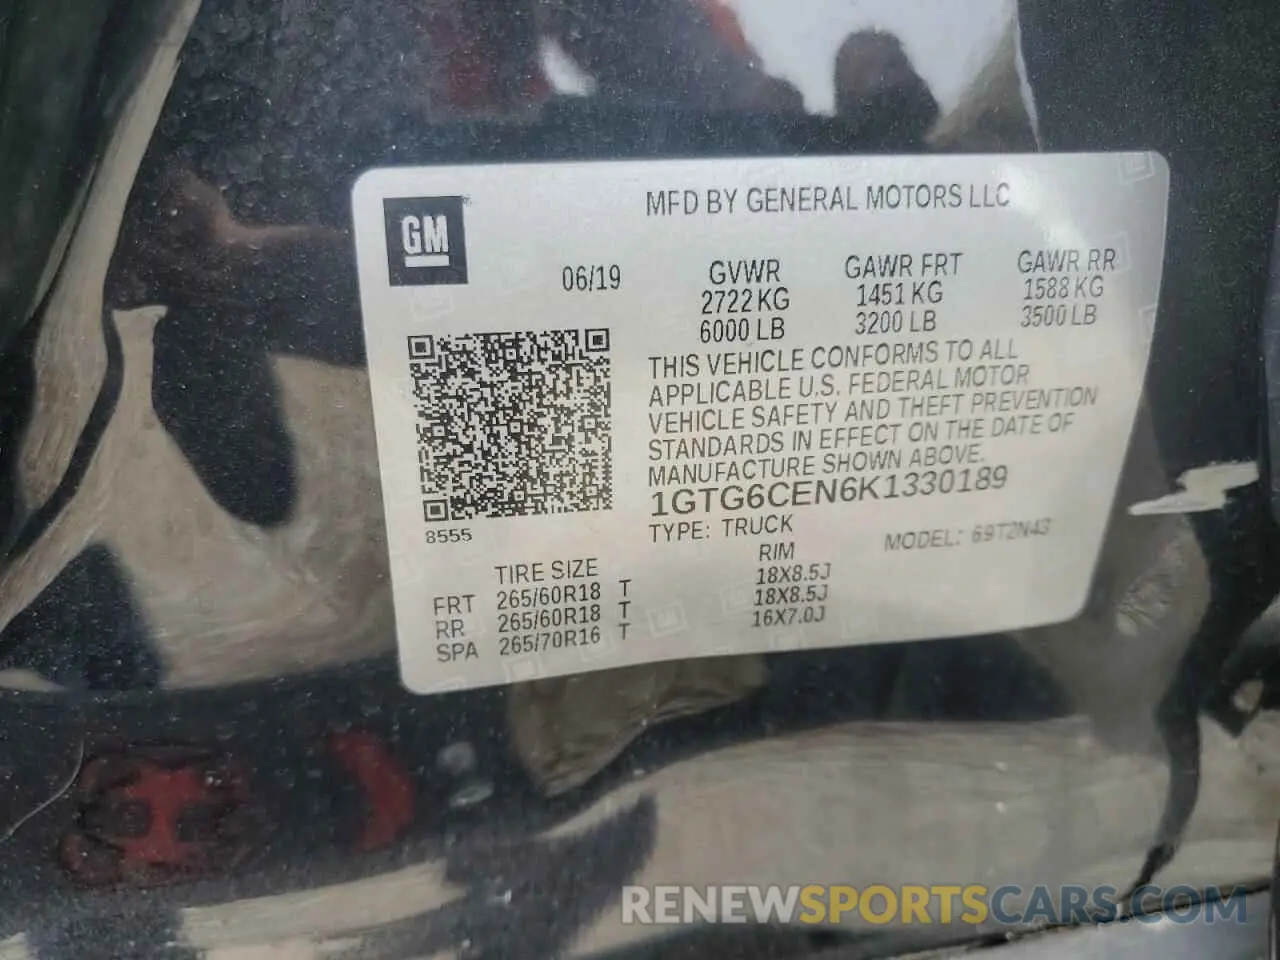 GM
MFD BY GENERAL MOTORS LLC
06/19
GVWR
2722 KG
6000 LB
GAWR FRT
1451 KG
3200 LB
GAWR RR
1588 KG
3500 LB
THIS VEHICLE CONFORMS TO ALL
APPLICABLE U.S. FEDERAL MOTOR
VEHICLE SAFETY AND THEFT PREVENTION
STANDARDS IN EFFECT ON THE DATE OF
MANUFACTURE SHOWN ABOVE.
1GTG6CEN6K1330189
8555
TYPE: TRUCK
MODEL: 69T2N43
TIRE SIZE RIM
FRT 265/60R18 T 18X8.5J
RR 265/60R18 T 18X8.5J
SPA 265/70R16 T 16X7.0J
RENEWSPORTSCARS.COM